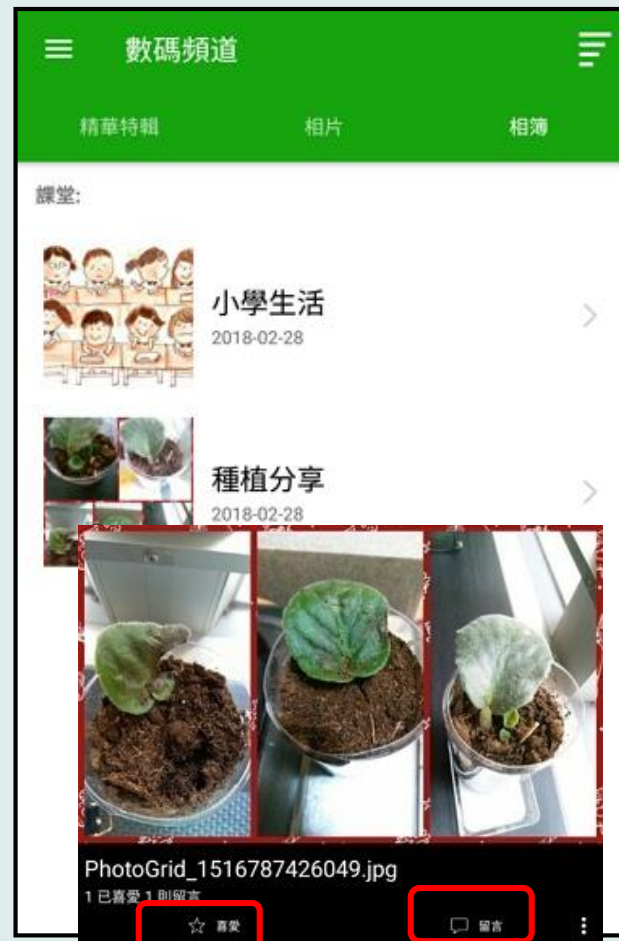 數碼頻道
精華特輯 相片 相簿
課堂:
小學生活
2018-02-28
種植分享
2018-02-28
PhotoGrid_1516787426049.jpg
1 已喜愛 1 則留言
喜愛 留言